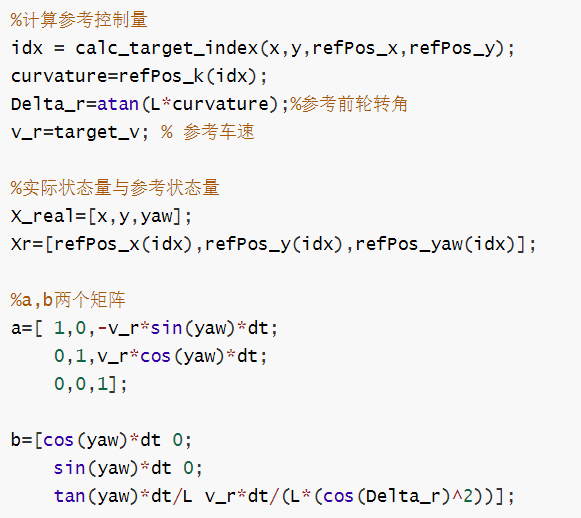 %计算参考控制量
idx = calc_target_index(x,y,refPos_x,refPos_y);
curvature=refPos_k(idx);
Delta_r=atan(L*curvature);%参考前轮转角
v_r=target_v; % 参考车速
%实际状态量与参考状态量
X_real=[x,y,yaw];
Xr=[refPos_x(idx),refPos_y(idx),refPos_yaw(idx)];
%a,b两个矩阵
a=[ 1,0,-v_r*sin(yaw)*dt;
0,1,v_r*cos(yaw)*dt;
0,0,1];
b=[cos(yaw)*dt 0;
sin(yaw)*dt 0;
tan(yaw)*dt/L v_r*dt/(L*(cos(Delta_r)^2))];